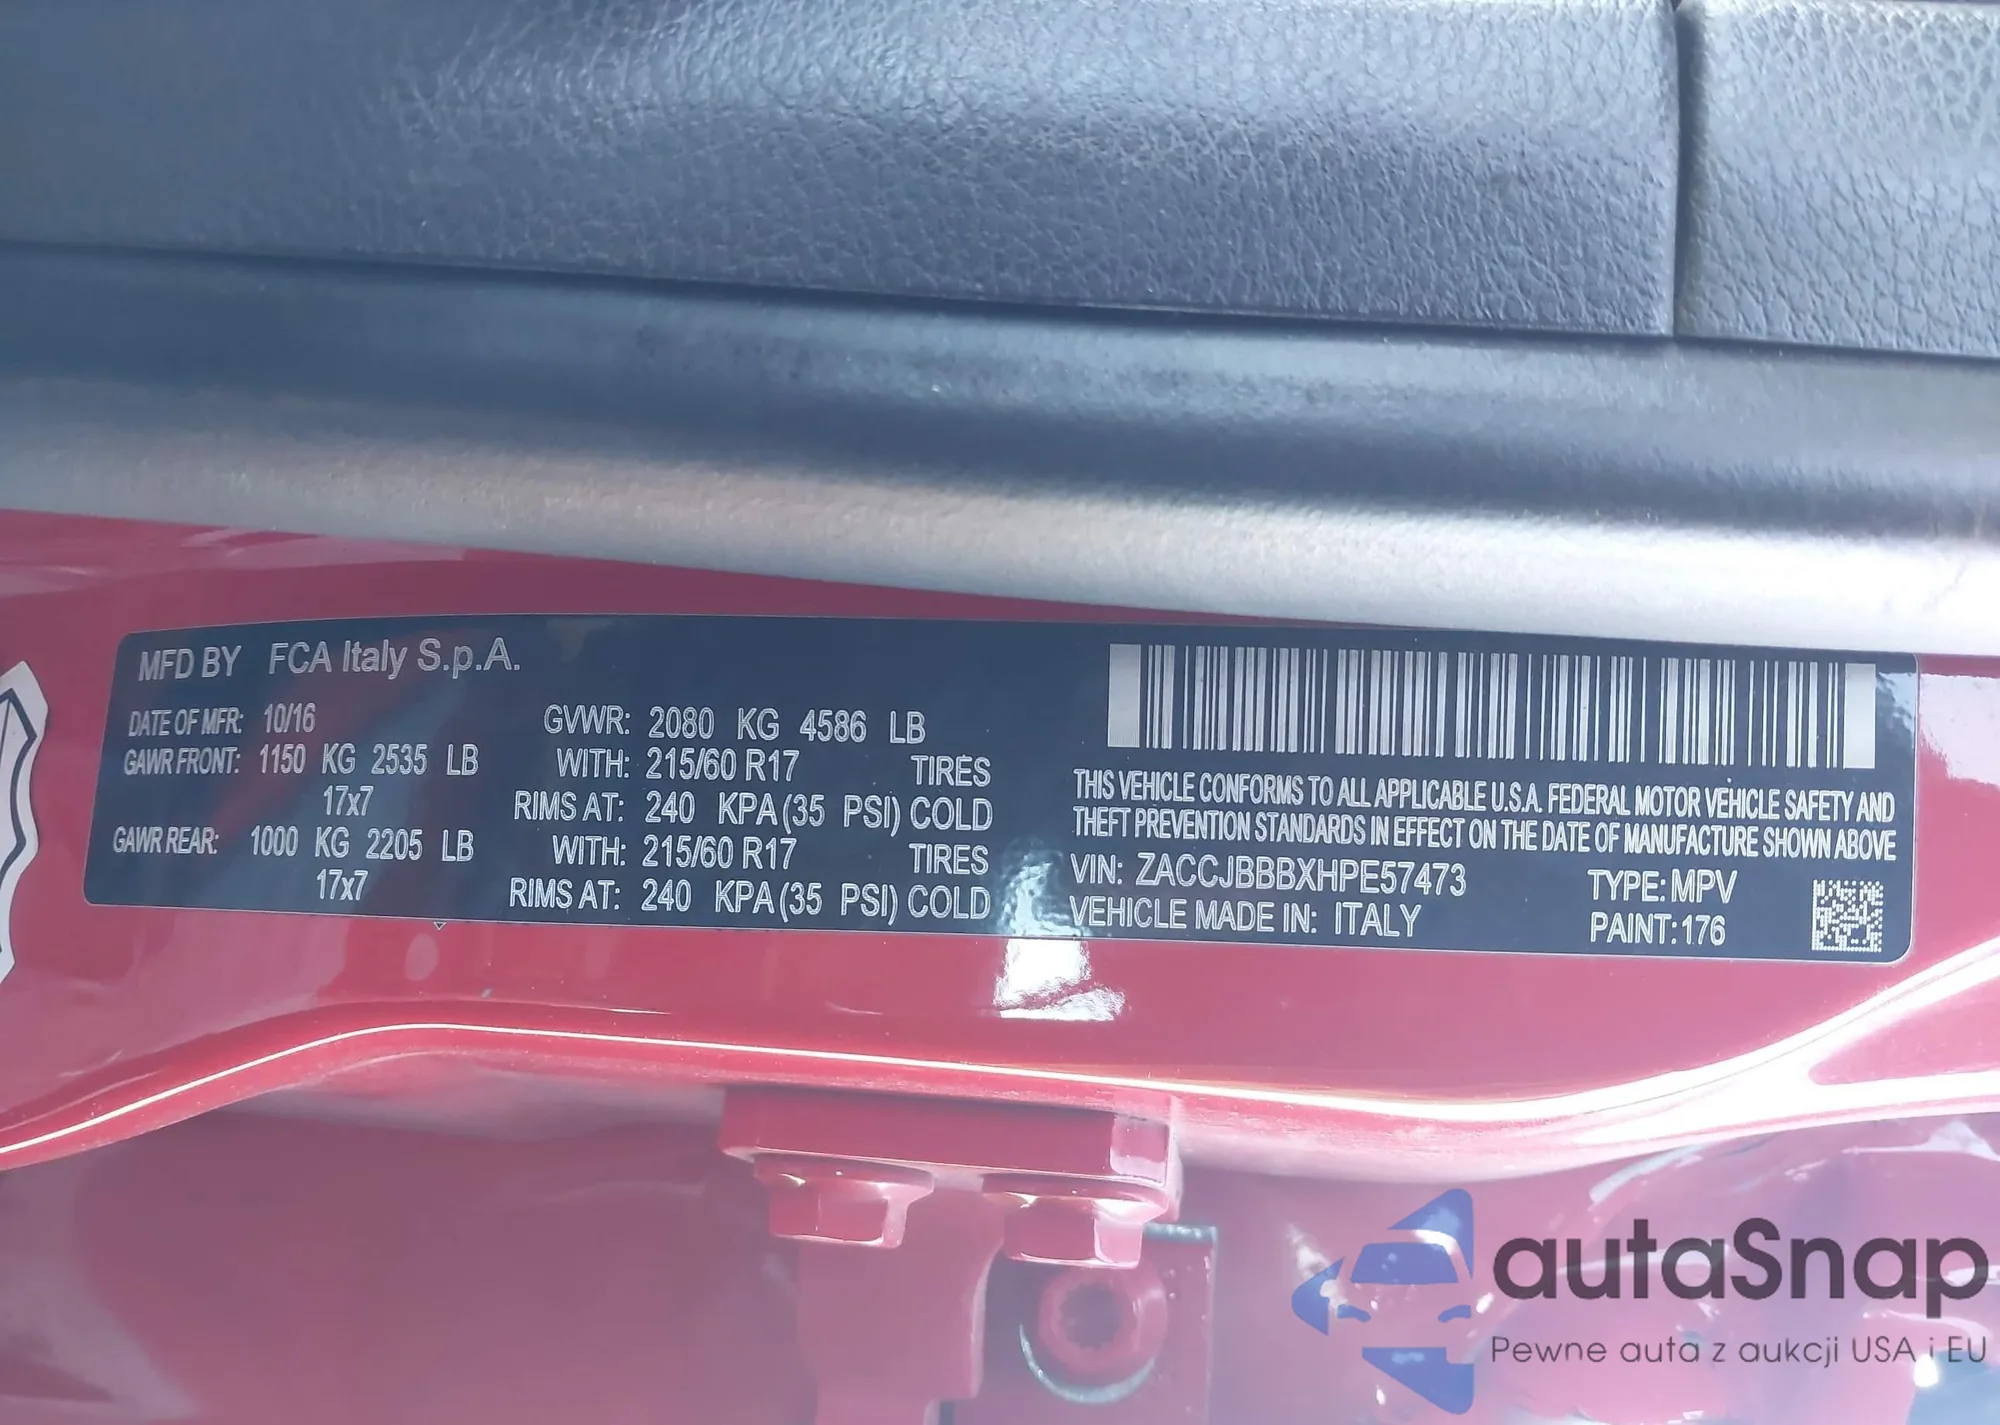 MFD BY FCA Italy S.p.A.
DATE OF MFR: 10/16 GVWR: 2080 KG 4586 LB
GAWR FRONT: 1150 KG 2535 LB WITH: 215/60 R17 TIRES
17x7 RIMS AT: 240 KPA (35 PSI) COLD
GAWR REAR: 1000 KG 2205 LB WITH: 215/60 R17 TIRES
17x7 RIMS AT: 240 KPA (35 PSI) COLD
THIS VEHICLE CONFORMS TO ALL APPLICABLE U.S.A. FEDERAL MOTOR VEHICLE SAFETY AND
THEFT PREVENTION STANDARDS IN EFFECT ON THE DATE OF MANUFACTURE SHOWN ABOVE
VIN: ZACCJBBBXHPE57473 TYPE: MPV
VEHICLE MADE IN: ITALY PAINT: 176
autaSnap
Pewne auta z aukcji USA i EU